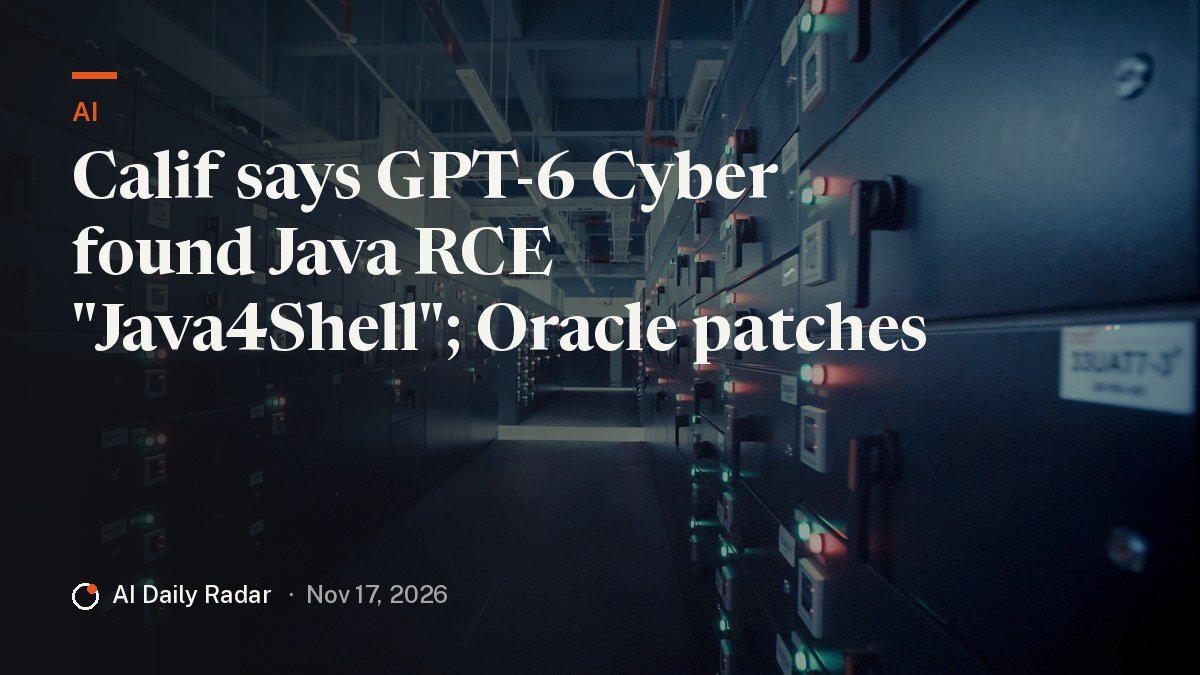 AI
Calif says GPT-6 Cyber
found Java RCE
"Java4Shell"; Oracle patches
AI Daily Radar · Nov 17, 2026